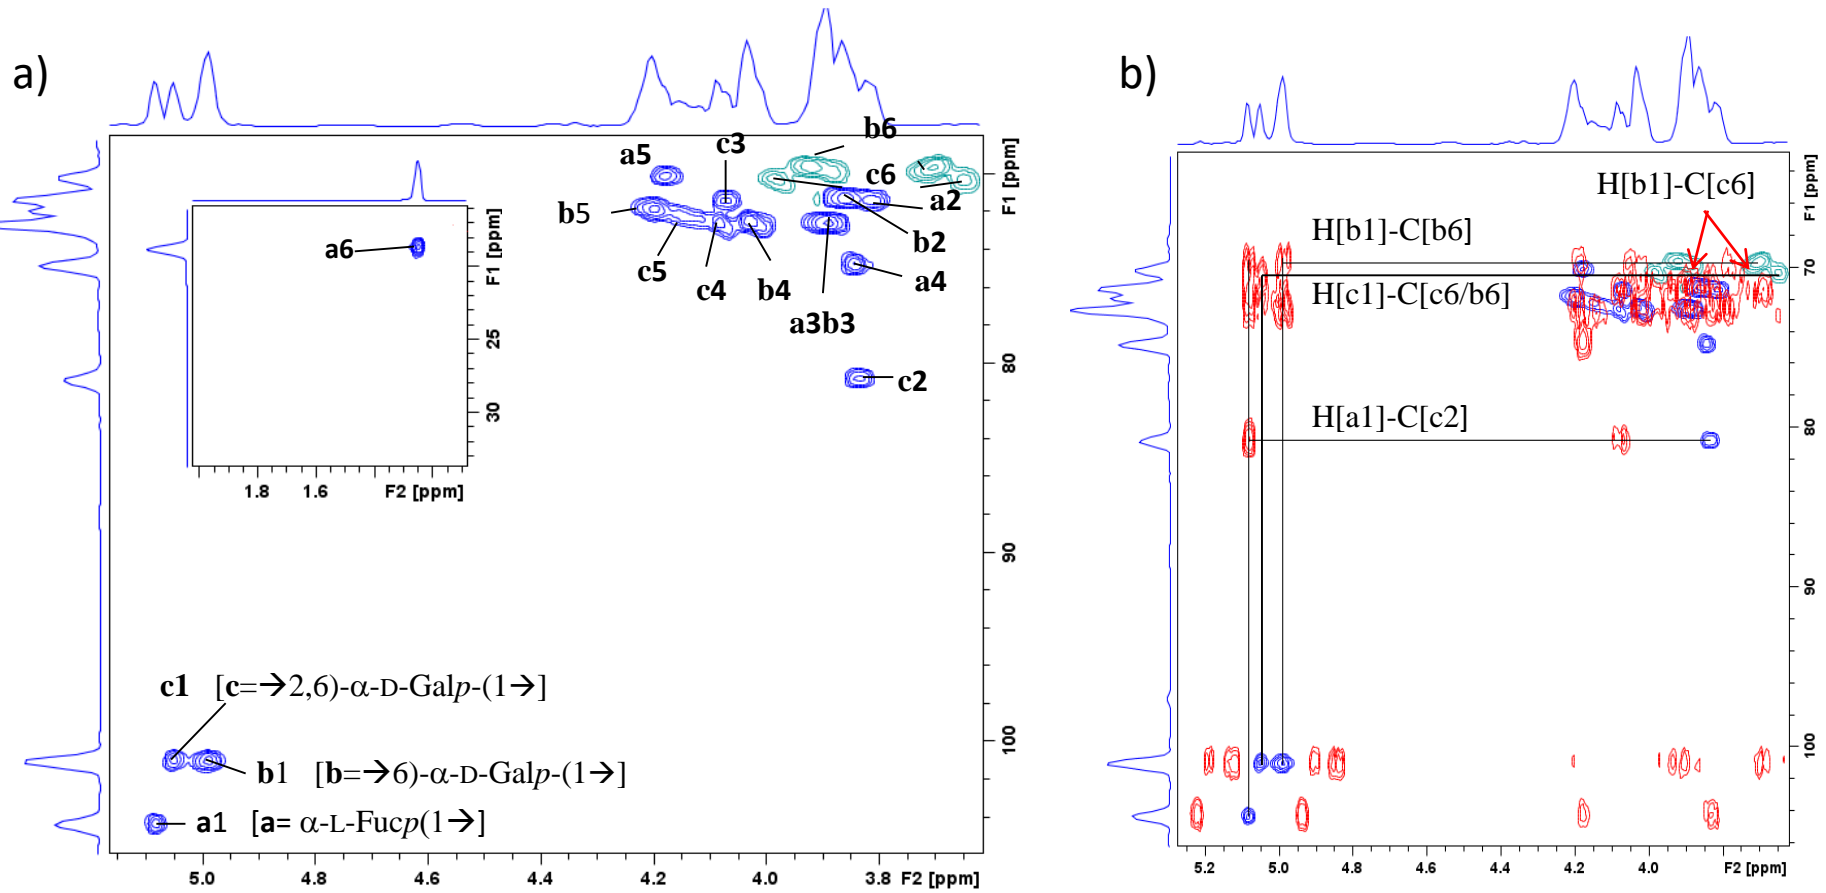 a)
b6
c3
a5
c6
a2
b5
b2
c5
c4
b4
a4
a3b3
c2
a6
F1 [ppm]
25
30
1.8 1.6 F2 [ppm]
c1 [c=→2,6)-α-D-Galp-(1→]
b1 [b=→6)-α-D-Galp-(1→]
a1 [a= α-L-Fucp(1→]
F1 [ppm]
80
90
100
5.0 4.8 4.6 4.4 4.2 4.0 3.8 F2 [ppm]
b)
H[b1]-C[c6]
H[b1]-C[b6]
H[c1]-C[c6/b6]
H[a1]-C[c2]
F1 [ppm]
70
80
90
100
5.2 5.0 4.8 4.6 4.4 4.2 4.0 F2 [ppm]